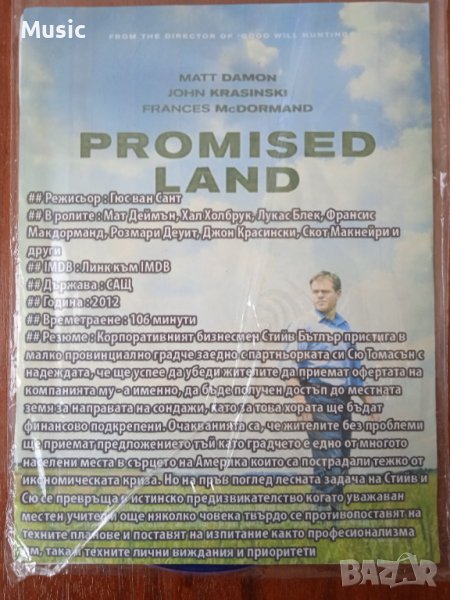 Music
FROM THE DIRECTOR OF 'GOOD WILL HUNTING'
MATT DAMON
JOHN KRASINSKI
FRANCES McDORMAND
PROMISED
LAND
## Режисьор : Гюс ван Сант
## В ролите : Мат Деймън, Хал Холбрук, Лукас Блек, Франсис
Макдорманд, Розмари Деуит, Джон Красински, Скот Макнейри и
други
## IMDB : Линк към IMDB
## Държава : САЩ
## Година : 2012
## Времетраене : 106 минути
## Резюме : Корпоративният бизнесмен Стийв Бътлър пристига в
малко провинциално градче заедно с партньорката си Сю Томасън с
надеждата, че ще успее да убеди жителите да приемат офертата на
компанията му – а именно, да бъде получен достъп до местната
земя за направата на сондажи, Като за това хората ще бъдат
финансово подкрепени. Очакванията са, че жителите без проблеми
ще приемат предложението тъй като градчето е едно от многото
населени места в сърцето на Америка които са пострадали тежко от
икономическата криза. Но на пръв поглед лесната задача на Стийв и
Сю се превръща в истинско предизвикателство когато уважаван
местен учител и още няколко човека твърдо се противопоставят на
техните планове и поставят на изпитание както професионализма
им, така и техните лични виждания и приоритети
BAZAR